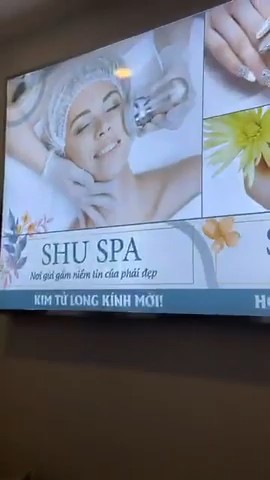 SHU SPA
Nơi gửi gắm niềm tin của phái đẹp
KIM TỬ LONG KÍNH MỜI!